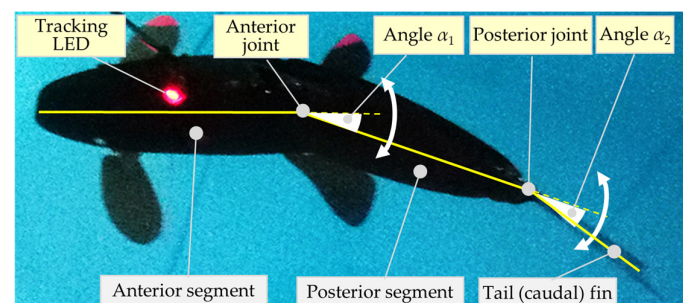 Tracking
LED
Anterior
joint
Angle α₁
Posterior joint
Angle α₂
Anterior segment
Posterior segment
Tail (caudal) fin